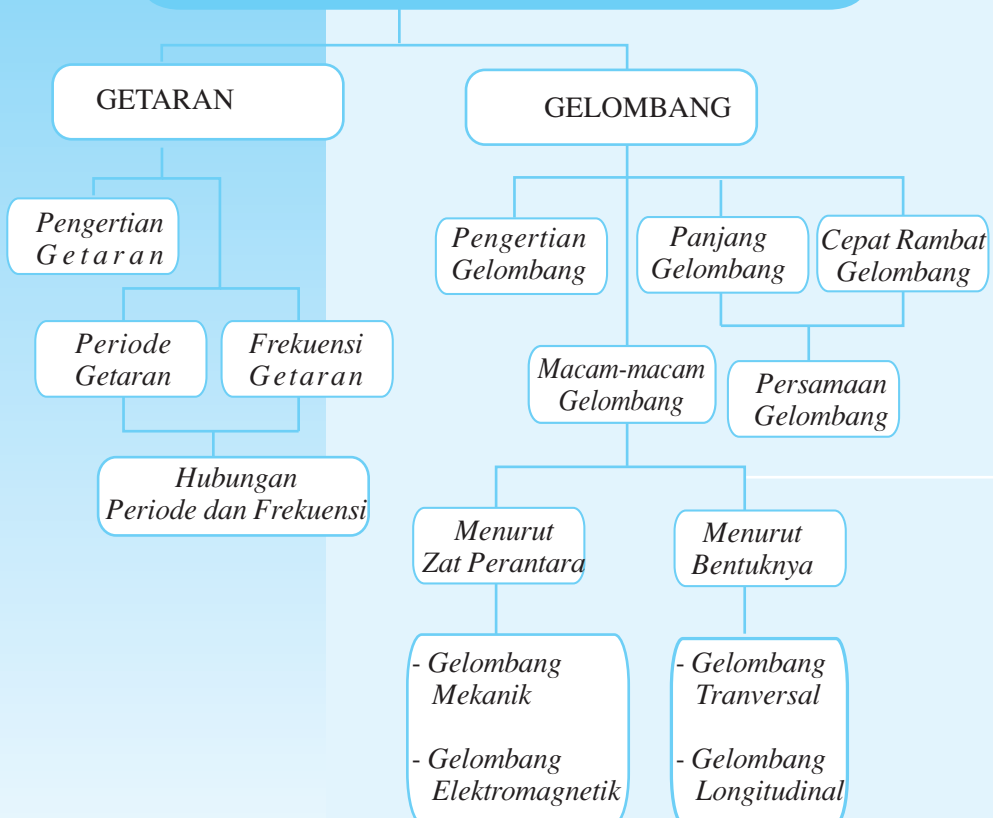 GETARAN
GELOMBANG
Pengertian
Getaran
Pengertian
Gelombang
Panjang
Gelombang
Cepat Rambat
Gelombang
Periode
Getaran
Frekuensi
Getaran
Macam-macam
Gelombang
Persamaan
Gelombang
Hubungan
Periode dan Frekuensi
Menurut
Zat Perantara
Menurut
Bentuknya
- Gelombang
Mekanik
- Gelombang
Elektromagnetik
- Gelombang
Tranversal
- Gelombang
Longitudinal